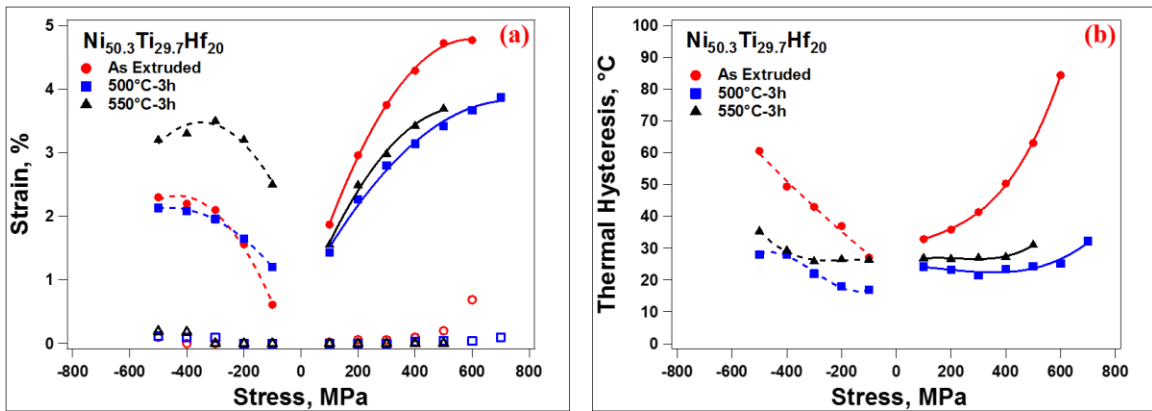 (a)
Ni50.3Ti29.7Hf20
As Extruded
500°C-3h
550°C-3h
Strain, %
5
4
3
2
1
0
-800 -600 -400 -200 0 200 400 600 800
Stress, MPa
(b)
Ni50.3Ti29.7Hf20
As Extruded
500°C-3h
550°C-3h
Thermal Hysteresis, °C
100
90
80
70
60
50
40
30
20
10
0
-800 -600 -400 -200 0 200 400 600 800
Stress, MPa